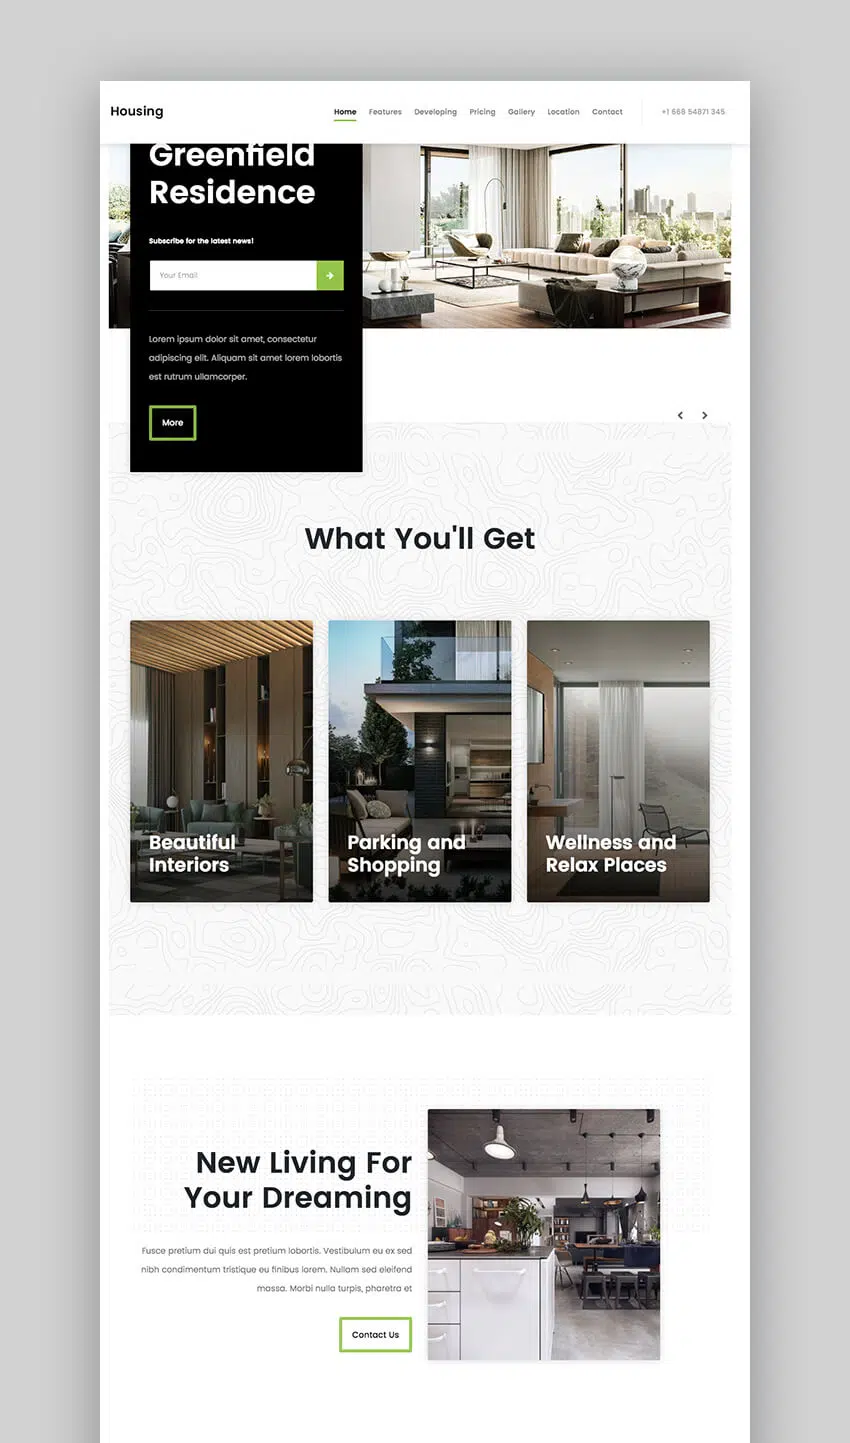 Housing
Home Features Developing Pricing Gallery Location Contact +1 666 54871 345
Greenfield
Residence
Subscribe for the latest news!
Your Email
Lorem ipsum dolor sit amet, consectetur
adipiscing elit. Aliquam sit amet lorem lobortis
est rutrum ullamcorper.
More
What You'll Get
Beautiful
Interiors
Parking and
Shopping
Wellness and
Relax Places
New Living For
Your Dreaming
Fusce pretium dui quis est pretium lobortis. Vestibulum eu ex sed
nibh condimentum tristique eu finibus lorem. Nullam sed eleifend
massa. Morbi nulla turpis, pharetra et
Contact Us